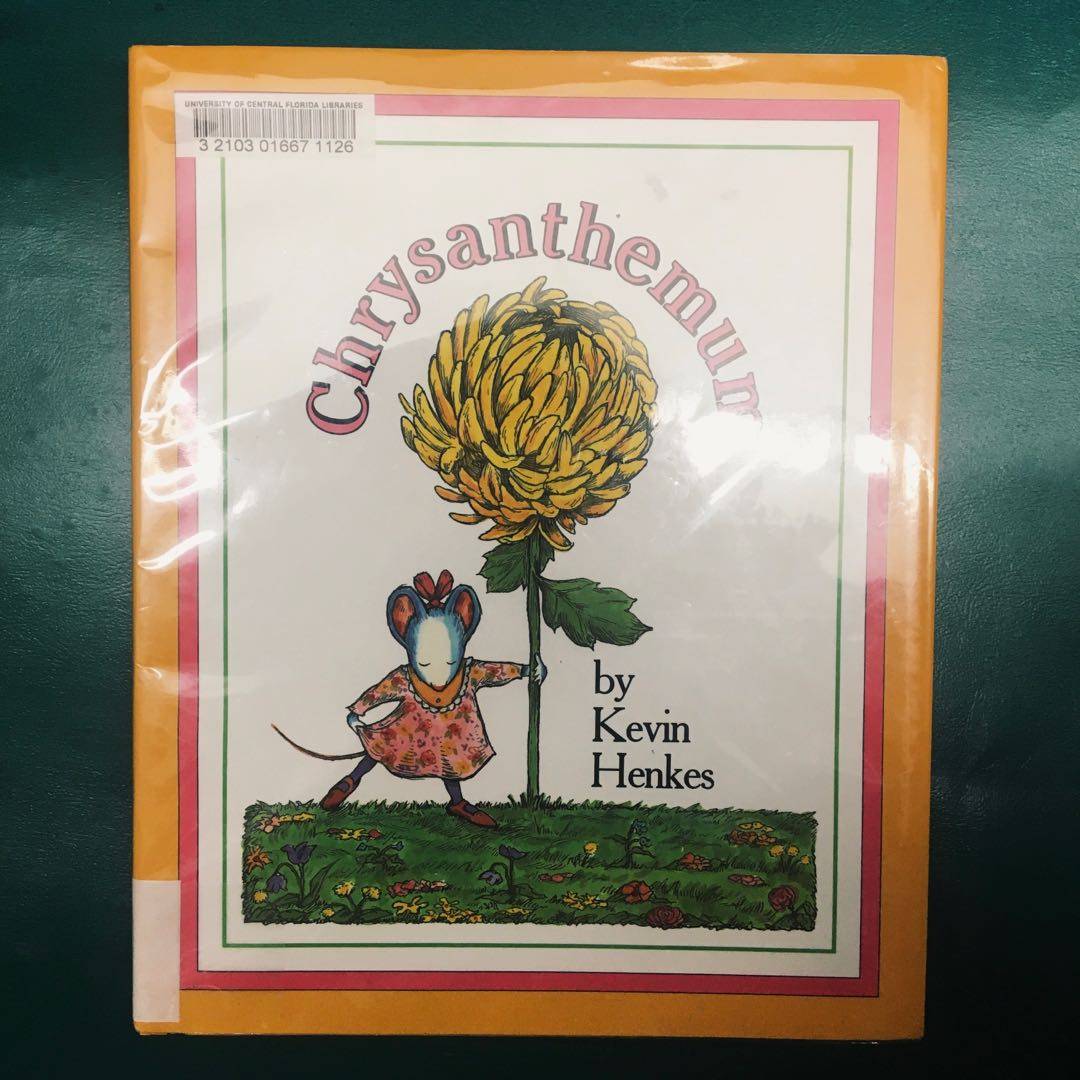 UNIVERSITY OF CENTRAL FLORIDA LIBRARIES
3 2103 01667 1126
Chrysanthemum
by
Kevin
Henkes